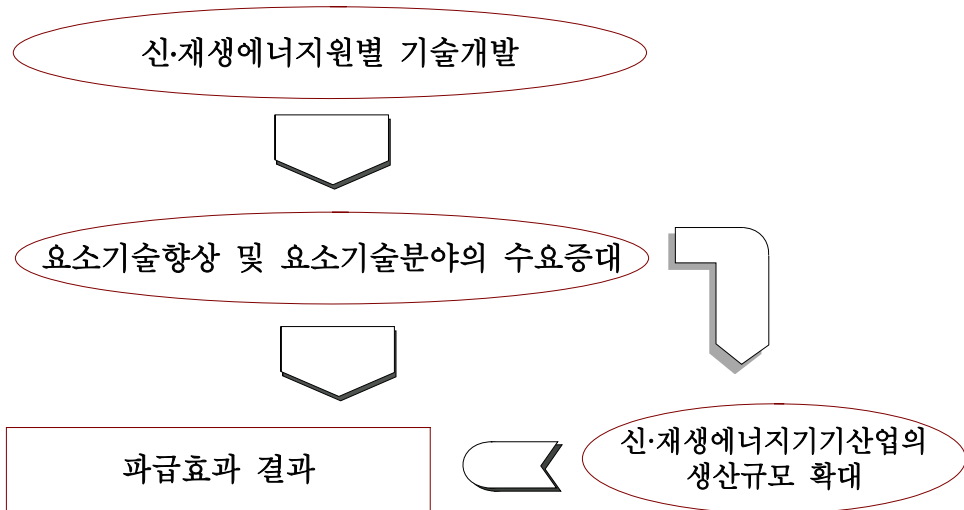 신·재생에너지원별 기술개발
요소기술향상 및 요소기술분야의 수요증대
신·재생에너지기기산업의
생산규모 확대
파급효과 결과